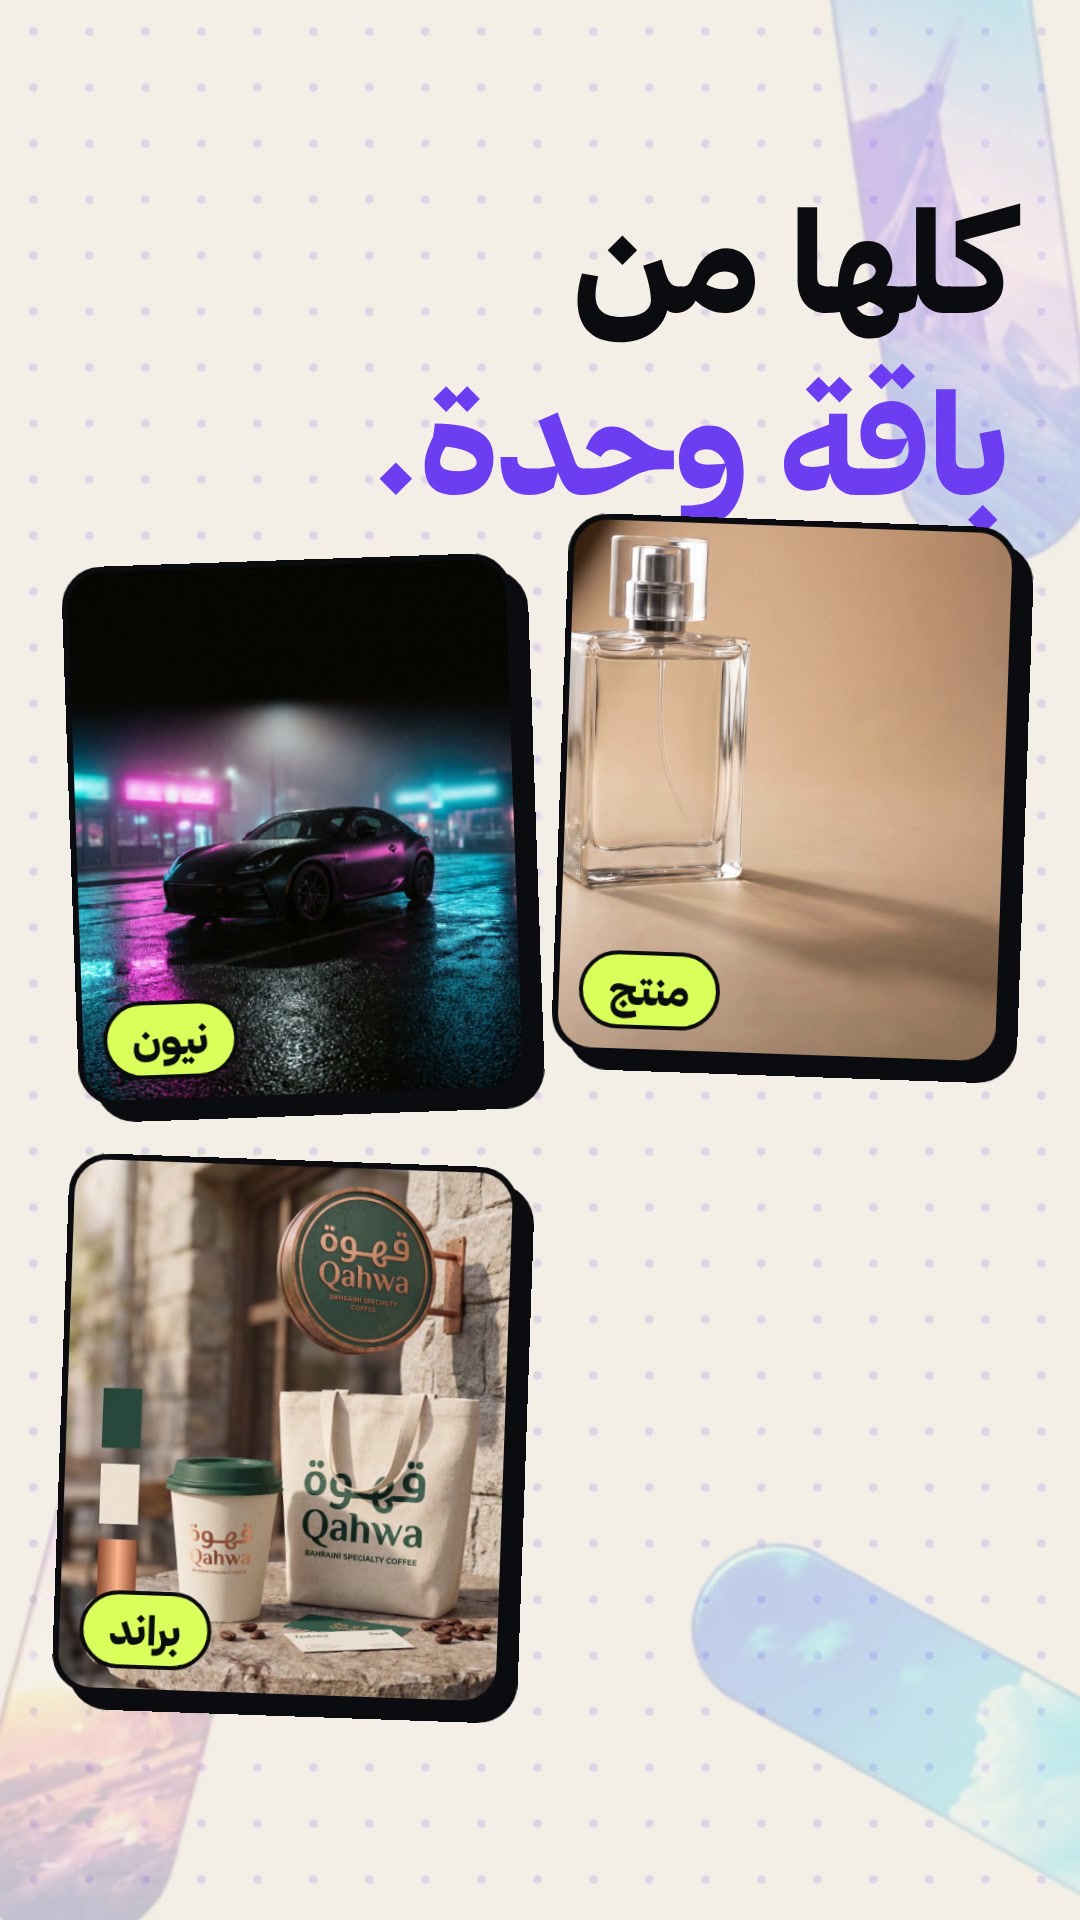 كلها من
باقة وحدة.
منتج
نيون
قهوة
Qahwa
BAHRAINI SPECIALTY
COFFEE
قهوة
Qahwa
BAHRAINI SPECIALTY COFFEE
قهوة
Qahwa
براند